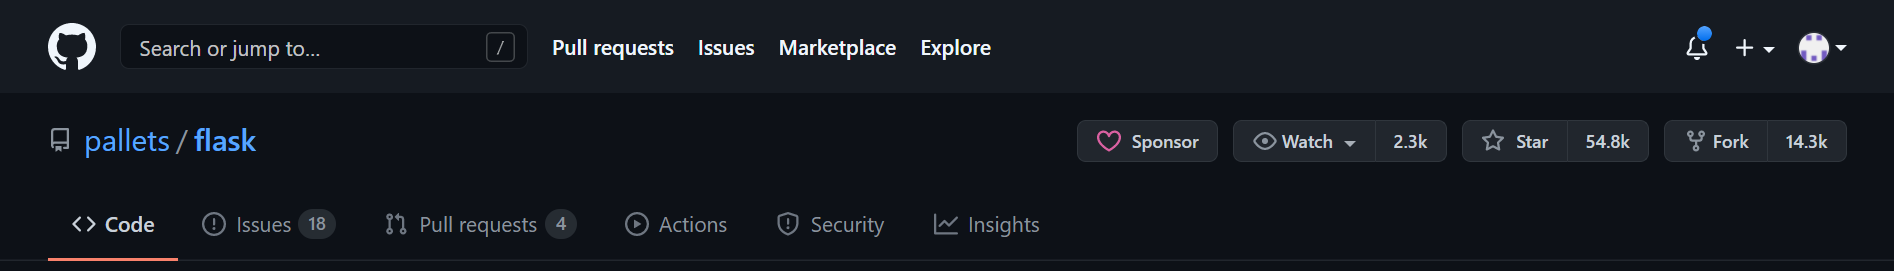 Search or jump to... / Pull requests Issues Marketplace Explore
pallets / flask Sponsor Watch 2.3k Star 54.8k Fork 14.3k
Code Issues 18 Pull requests 4 Actions Security Insights